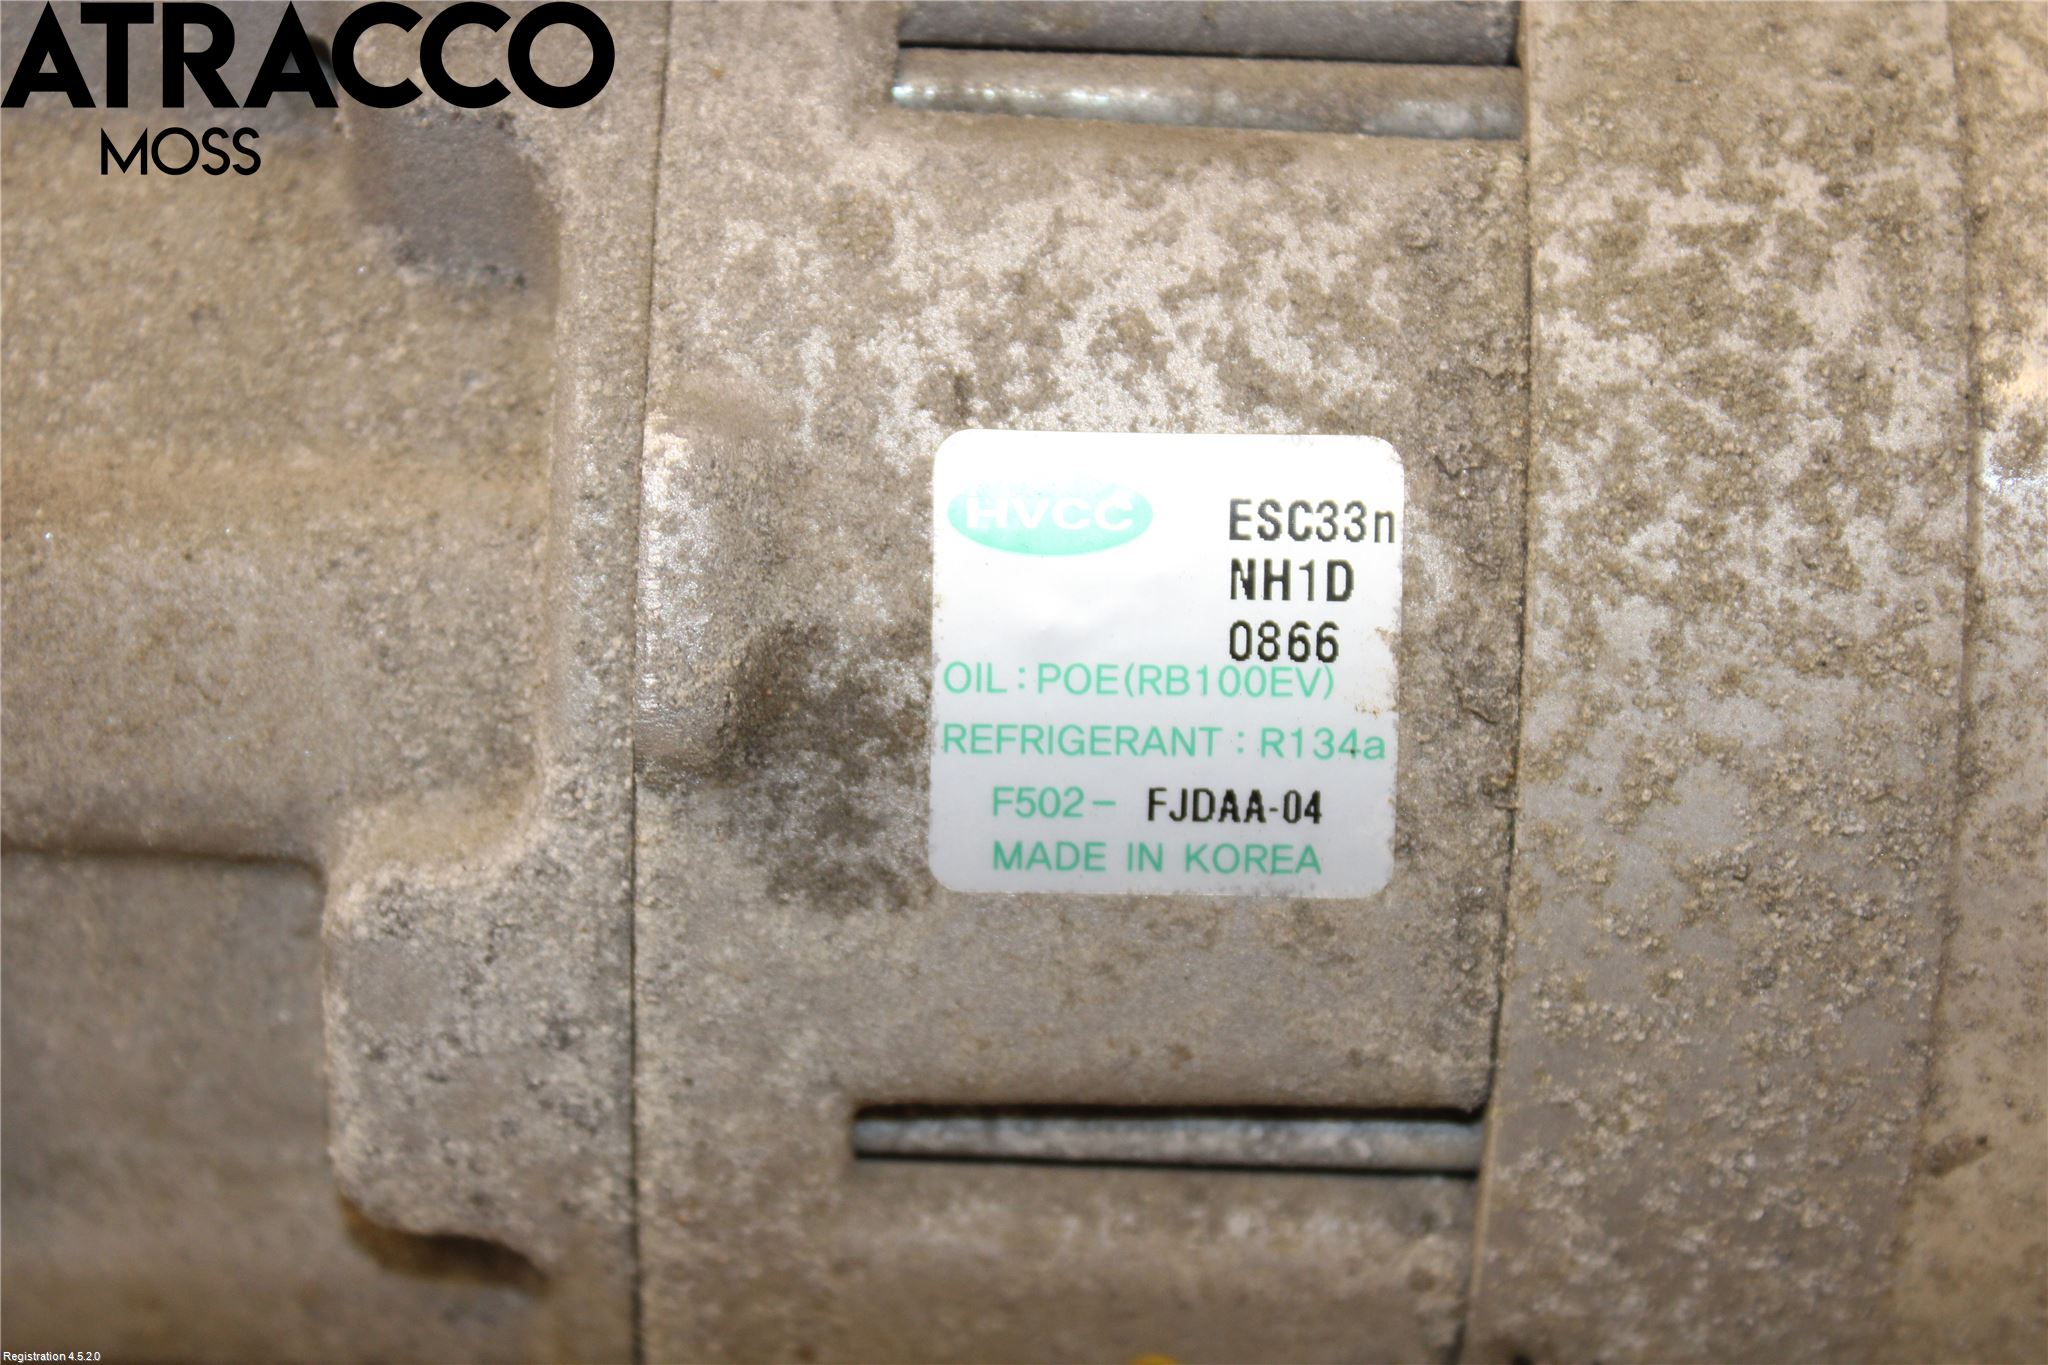 ATRACCO
MOSS
HVCC
ESC33n
NH1D
0866
OIL : POE(RB100EV)
REFRIGERANT : R134a
F502- FJDAA-04
MADE IN KOREA
Registration 4.5.2.0